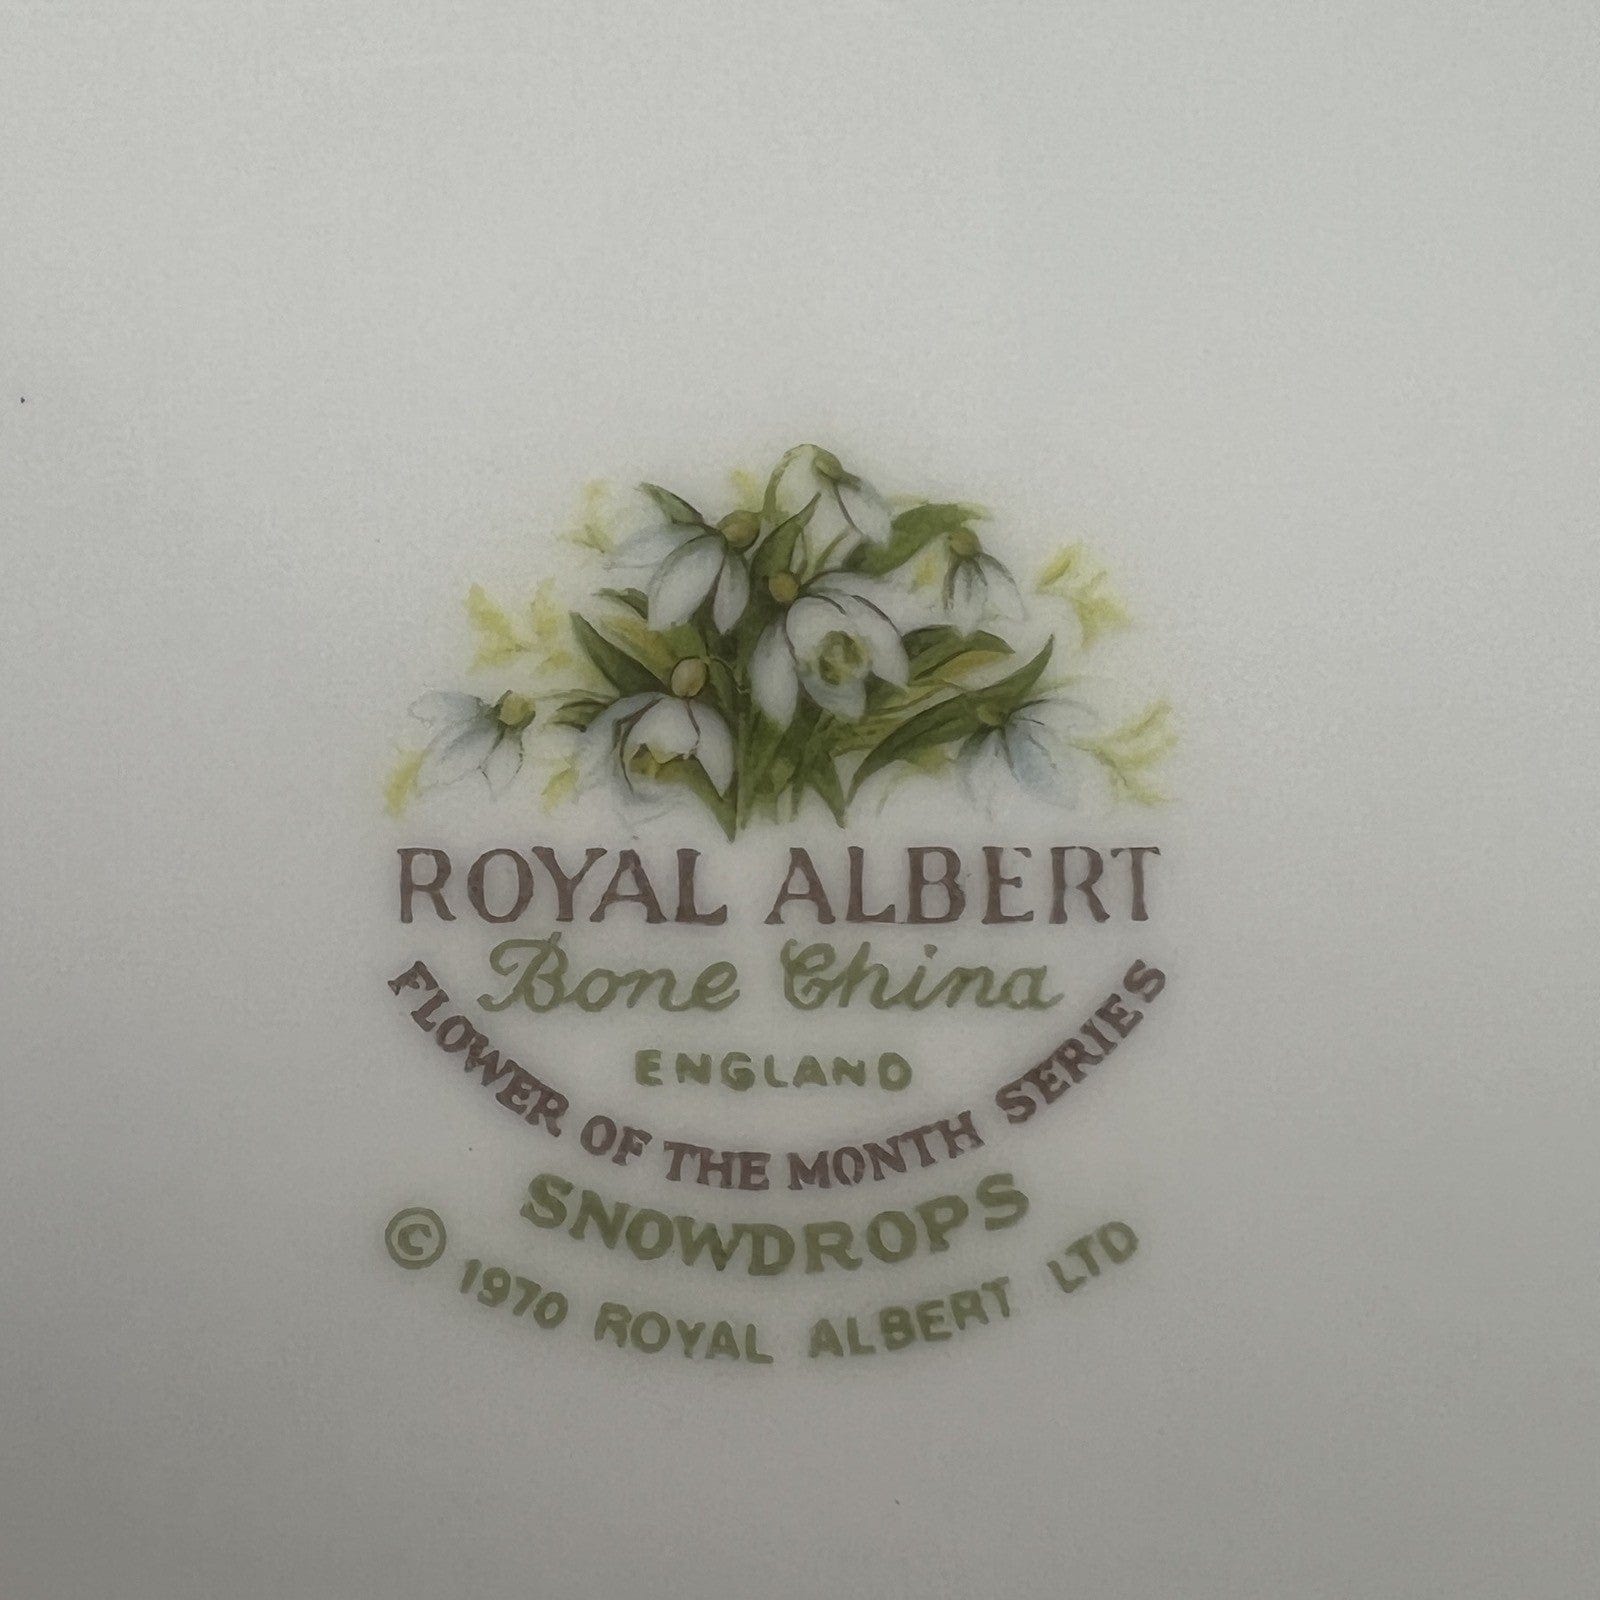 ROYAL ALBERT
Bone China
ENGLAND
FLOWER OF THE MONTH SERIES
SNOWDROPS
© 1970 ROYAL ALBERT LTD